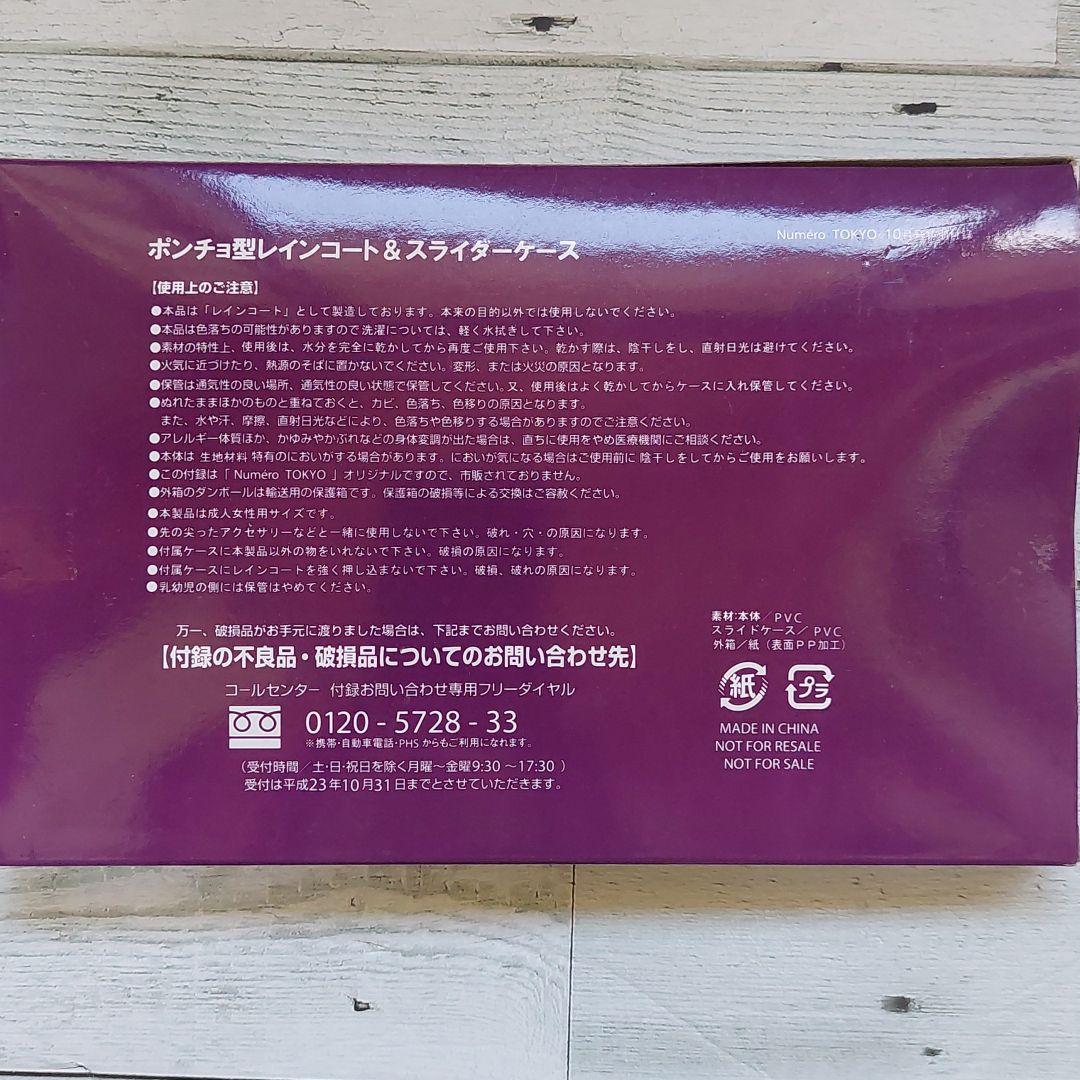 Numéro TOKYO 10月号特別付録
ポンチョ型レインコート&スライダーケース
【使用上のご注意】
●本品は「レインコート」として製造しております。本来の目的以外では使用しないでください。
●本品は色落ちの可能性がありますので洗濯については、軽く水拭きして下さい。
●素材の特性上、使用後は、水分を完全に乾かしてから再度ご使用下さい。乾かす際は、陰干しをし、直射日光は避けてください。
●火気に近づけたり、熱源のそばに置かないでください。変形、または火災の原因となります。
●保管は通気性の良い場所、通気性の良い状態で保管してください。又、使用後はよく乾かしてからケースに入れ保管してください。
●ぬれたままほかのものと重ねておくと、カビ、色落ち、色移りの原因となります。
また、水や汗、摩擦、直射日光などにより、色落ちや色移りする場合がありますのでご注意ください。
●アレルギー体質ほか、かゆみやかぶれなどの身体変調が出た場合は、直ちに使用をやめ医療機関にご相談ください。
●本体は 生地材料 特有のにおいがする場合があります。においが気になる場合はご使用前に 陰干しをしてからご使用をお願いします。
●この付録は「 Numéro TOKYO 」オリジナルですので、市販されておりません。
●外箱のダンボールは輸送用の保護箱です。保護箱の破損等による交換はご容赦ください。
●本製品は成人女性用サイズです。
●先の尖ったアクセサリーなどと一緒に使用しないで下さい。破れ・穴・の原因になります。
●付属ケースに本製品以外の物をいれないで下さい。破損の原因になります。
●付属ケースにレインコートを強く押し込まないで下さい。破損、破れの原因になります。
●乳幼児の側には保管はやめてください。
万一、破損品がお手元に渡りました場合は、下記までお問い合わせください。
【付録の不良品・破損品についてのお問い合わせ先】
コールセンター 付録お問い合わせ専用フリーダイヤル
0120 - 5728 - 33
※携帯・自動車電話・PHS からもご利用になれます。
（受付時間／土・日・祝日を除く月曜〜金曜9:30 〜17:30 ）
受付は平成23年10月31日までとさせていただきます。
素材:本体／PVC
スライドケース／ PVC
外箱／紙（表面ＰＰ加工）
紙 プラ
MADE IN CHINA
NOT FOR RESALE
NOT FOR SALE